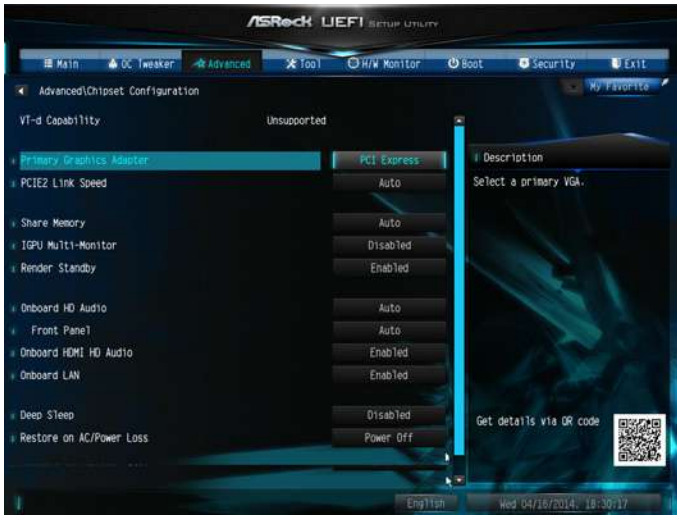 ASRock UEFI SETUP UTILITY
Main OC Tweaker Advanced Tool H/W Monitor Boot Security Exit
Advanced\Chipset Configuration
My Favorite
VT-d Capability Unsupported
Primary Graphics Adapter PCI Express
PCIE2 Link Speed Auto
Share Memory Auto
IGPU Multi-Monitor Disabled
Render Standby Enabled
Onboard HD Audio Auto
Front Panel Auto
Onboard HDMI HD Audio Enabled
Onboard LAN Enabled
Deep Sleep Disabled
Restore on AC/Power Loss Power Off
Description
Select a primary VGA.
Get details via QR code
English
Wed 04/16/2014, 18:30:17